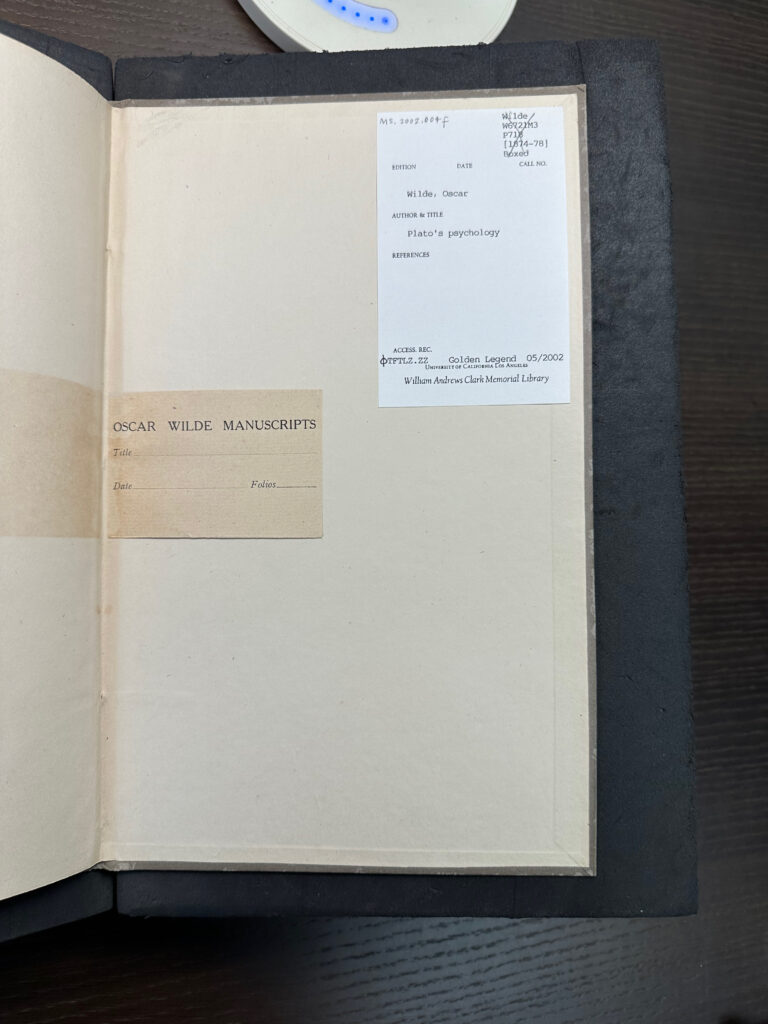 MS. 2002.004 f
Wilde/
W6721M3
P718
[1874-78]
Boxed
EDITION DATE CALL NO.
Wilde, Oscar
AUTHOR & TITLE
Plato's psychology
REFERENCES
ACCESS. REC.
TFTLZ.ZZ Golden Legend 05/2002
UNIVERSITY OF CALIFORNIA LOS ANGELES
William Andrews Clark Memorial Library
OSCAR WILDE MANUSCRIPTS
Title
Date Folios